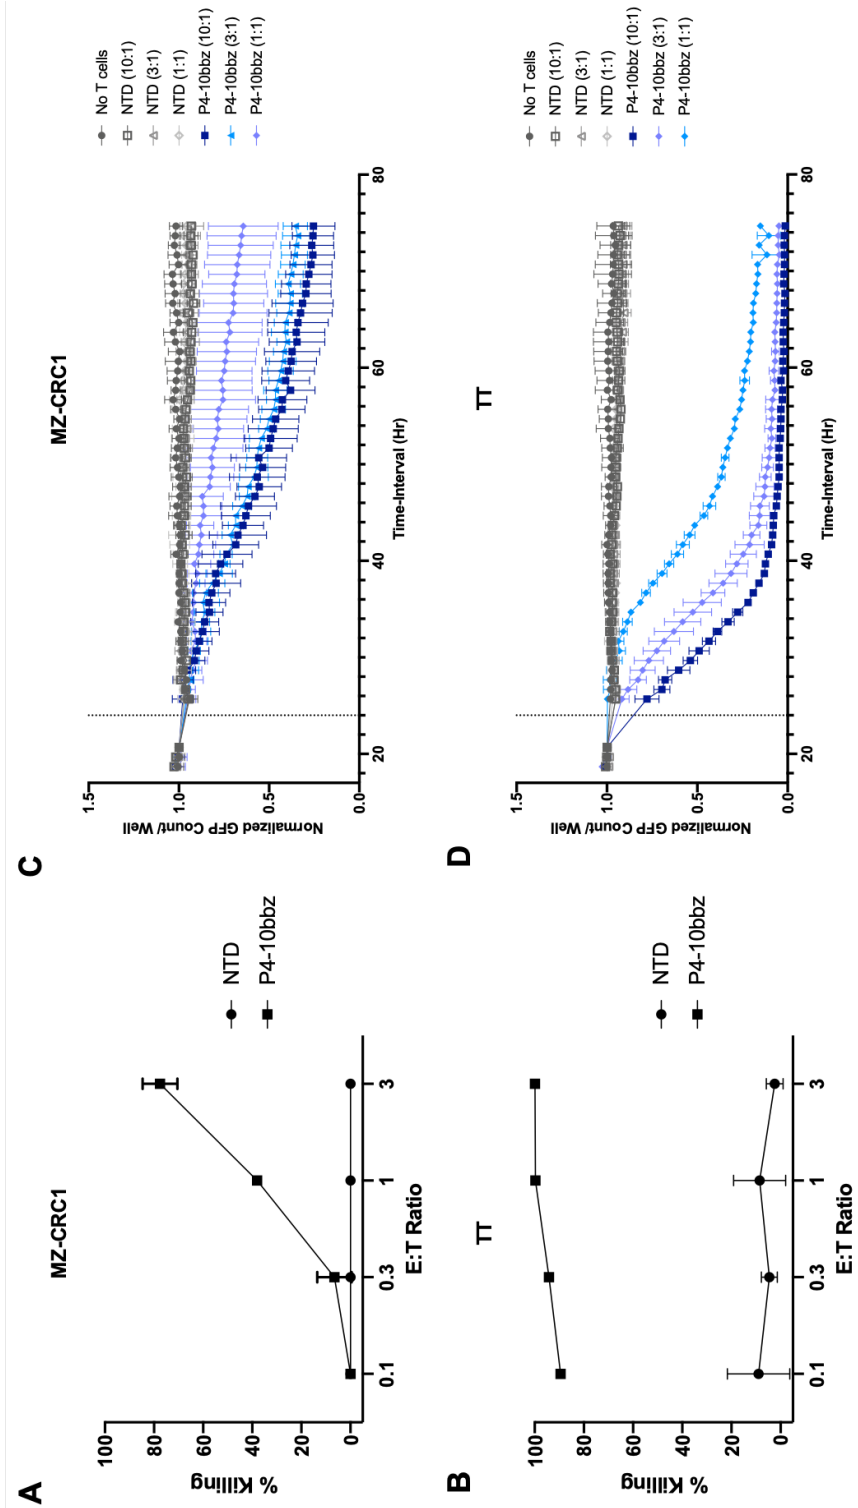 A
MZ-CRC1
% Killing
100
80
60
40
20
0
0.1
0.3
1
3
E:T Ratio
NTD
P4-10bbz
B
TT
% Killing
100
80
60
40
20
0
0.1
0.3
1
3
E:T Ratio
NTD
P4-10bbz
C
MZ-CRC1
Normalized GFP Count/ Well
1.5
1.0
0.5
0.0
20
40
60
80
Time-Interval (Hr)
No T cells
NTD (10:1)
NTD (3:1)
NTD (1:1)
P4-10bbz (10:1)
P4-10bbz (3:1)
P4-10bbz (1:1)
D
TT
Normalized GFP Count/ Well
1.5
1.0
0.5
0.0
20
40
60
80
Time-Interval (Hr)
No T cells
NTD (10:1)
NTD (3:1)
NTD (1:1)
P4-10bbz (10:1)
P4-10bbz (3:1)
P4-10bbz (1:1)